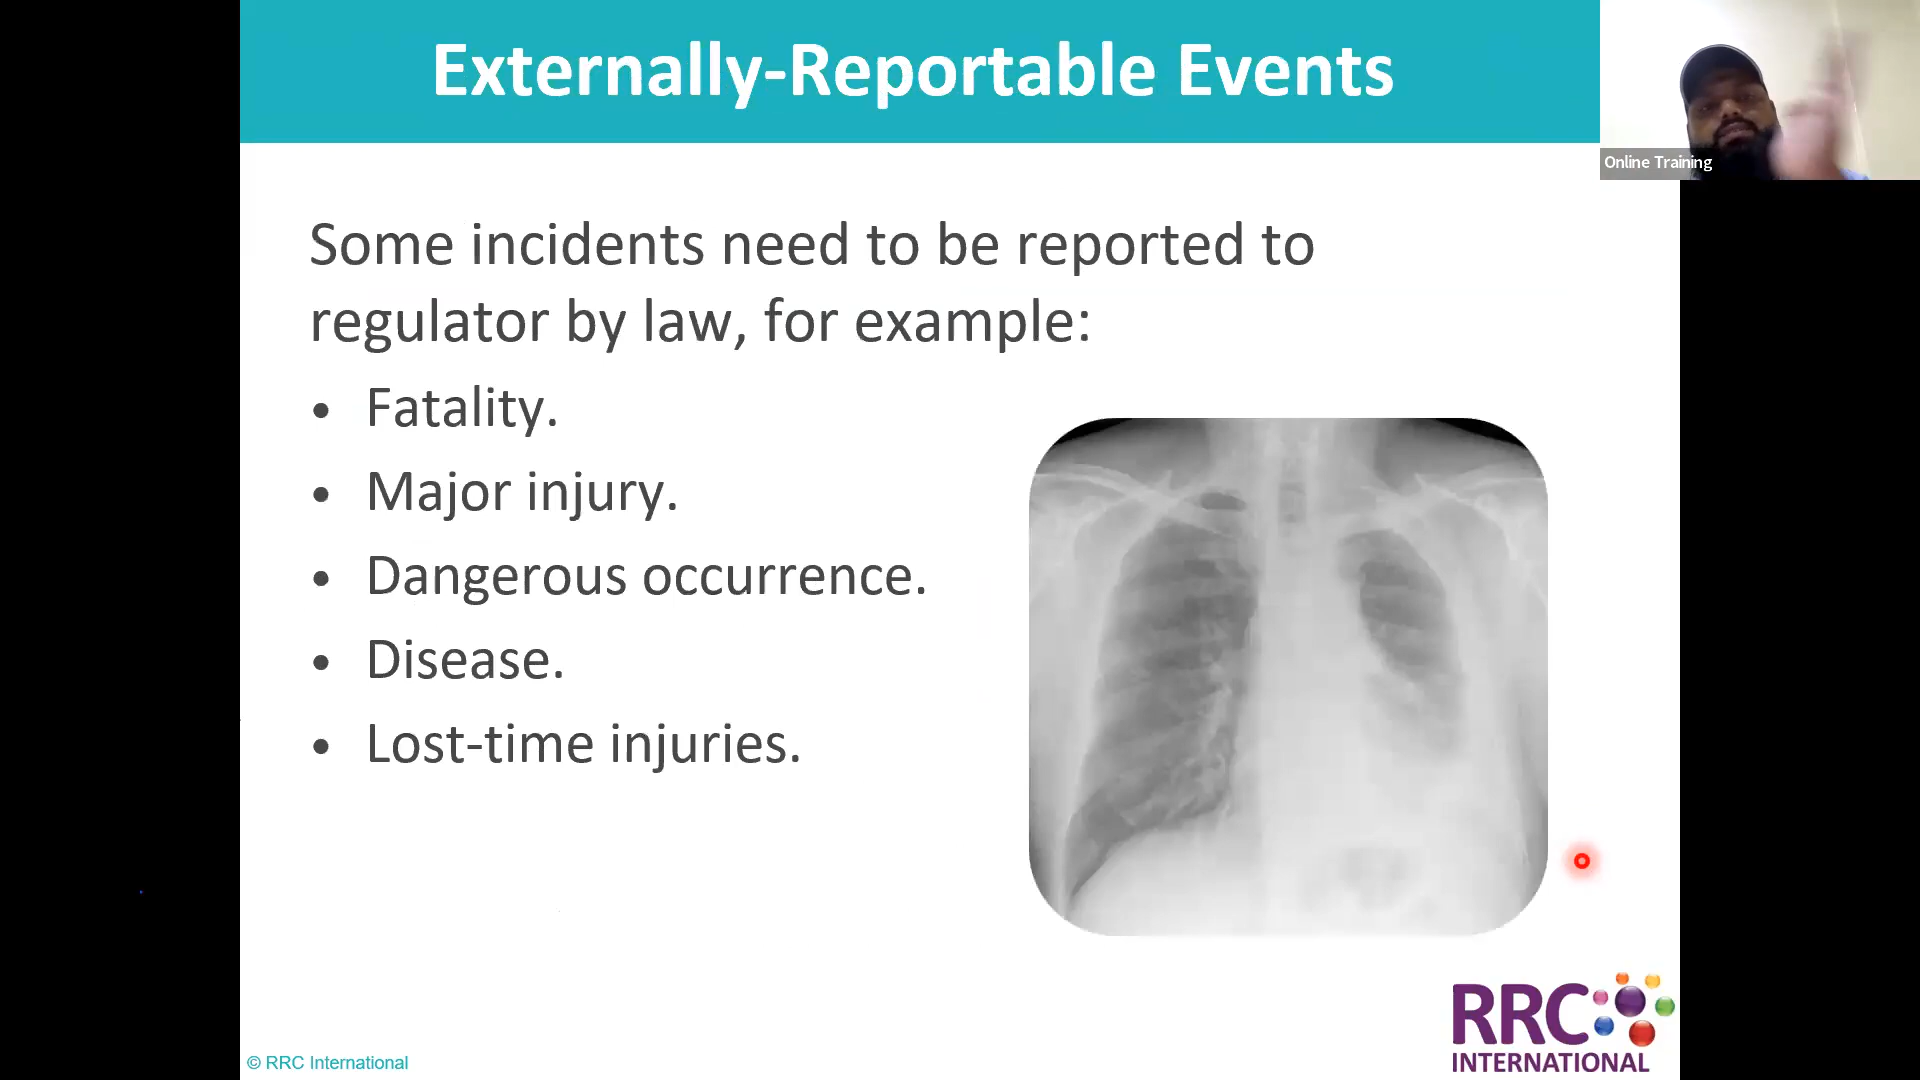 Externally-Reportable Events
Online Training
Some incidents need to be reported to
regulator by law, for example:
• Fatality.
• Major injury.
• Dangerous occurrence.
• Disease.
• Lost-time injuries.
RRC
INTERNATIONAL
© RRC International